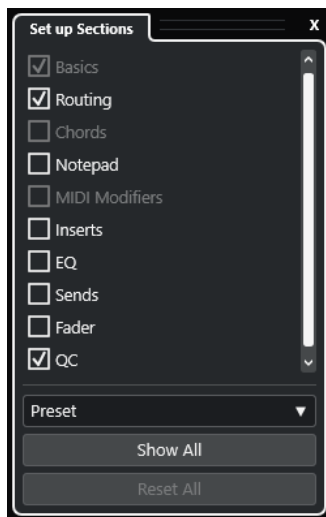 Set up Sections
X
Basics
Routing
Chords
Notepad
MIDI Modifiers
Inserts
EQ
Sends
Fader
QC
Preset
Show All
Reset All